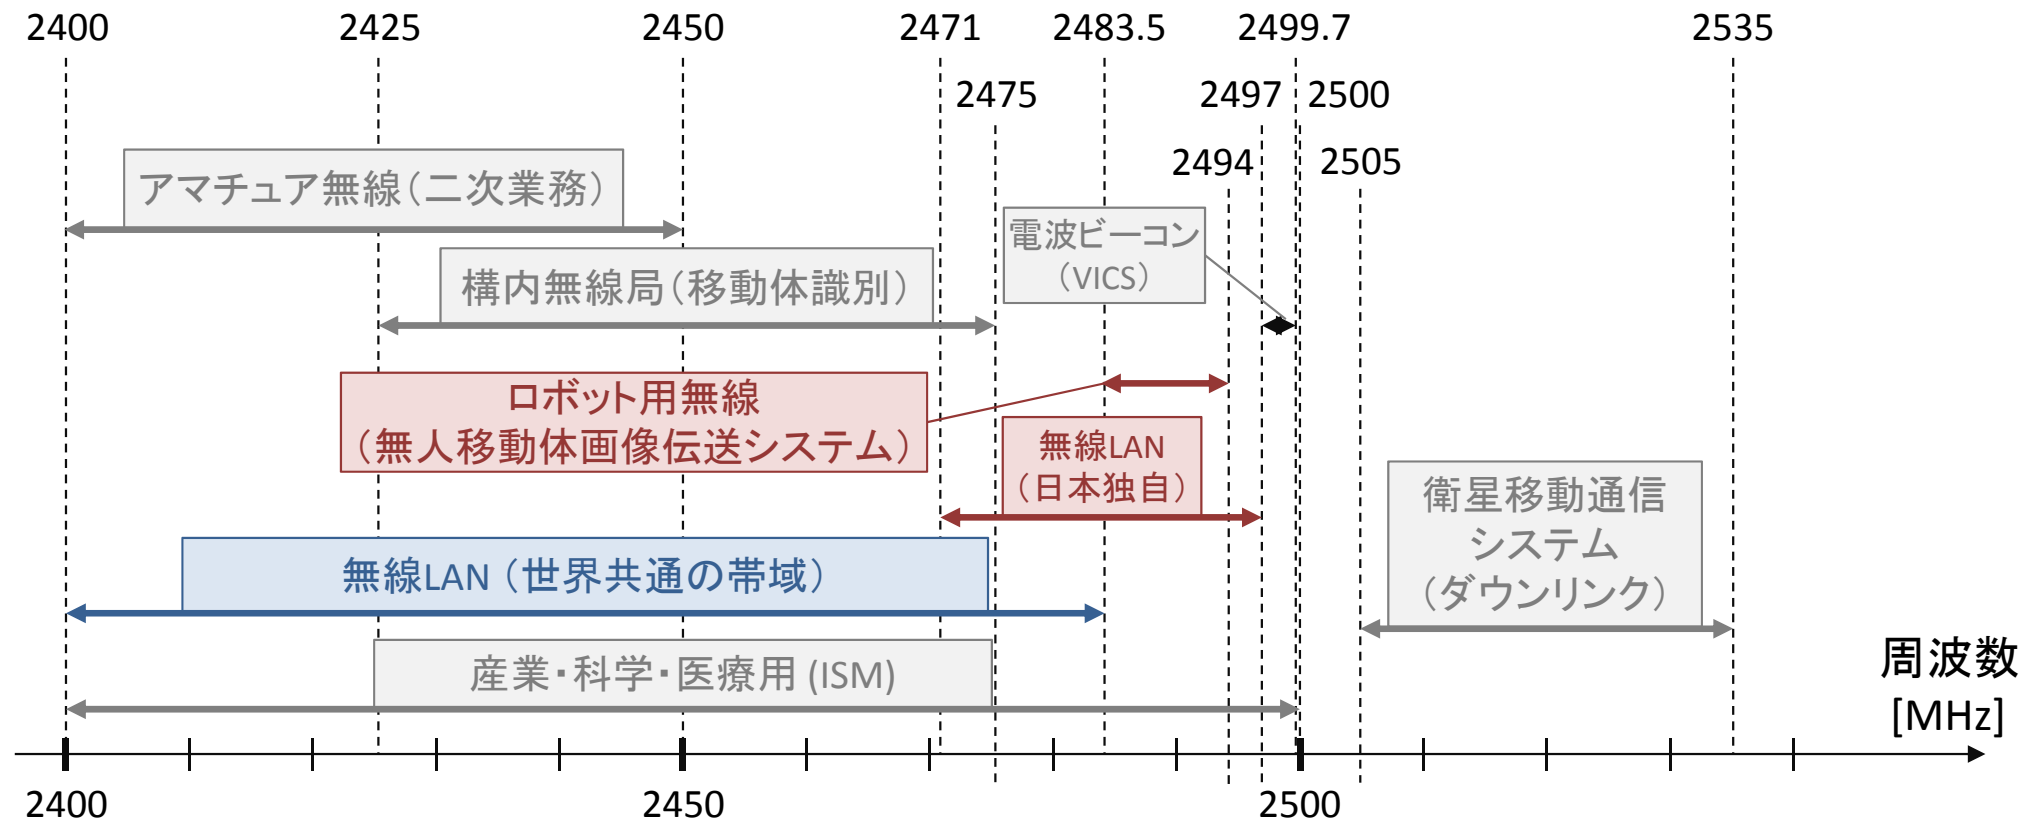 2400 2425 2450 2471 2483.5 2499.7 2535
2475 2497 2500
2494 2505
アマチュア無線（二次業務）
電波ビーコン
（VICS）
構内無線局（移動体識別）
ロボット用無線
（無人移動体画像伝送システム）
無線LAN
（日本独自）
衛星移動通信
システム
（ダウンリンク）
無線LAN（世界共通の帯域）
産業・科学・医療用 (ISM)
周波数
[MHz]
2400 2450 2500